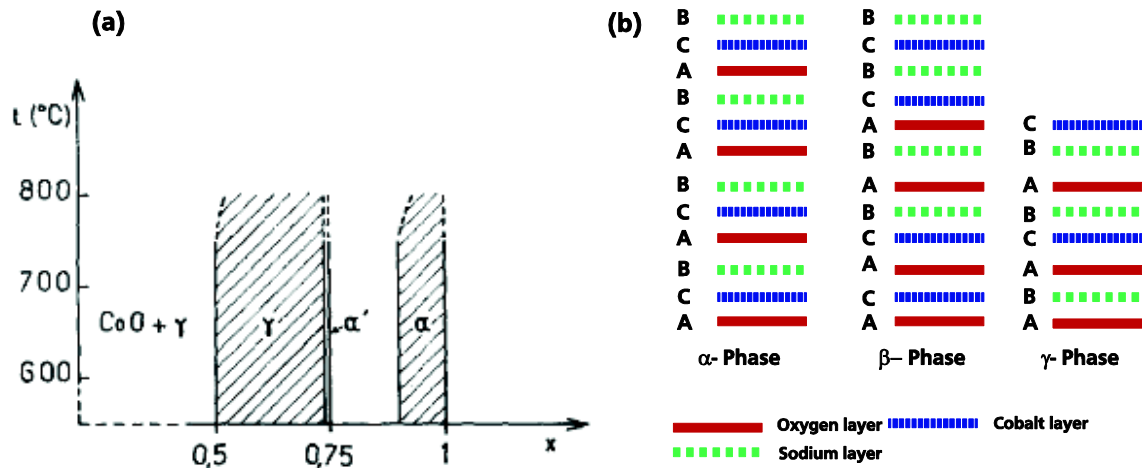 (a)
t (°C)
800
700
600
CoO + γ
γ
α´
α
0,5 0,75 1 x
(b)
B B
C C
A B
B C
C A C
A B B
B A A
C B B
A C C
B A A
C C B
A A A
α- Phase β– Phase γ- Phase
Oxygen layer Cobalt layer
Sodium layer